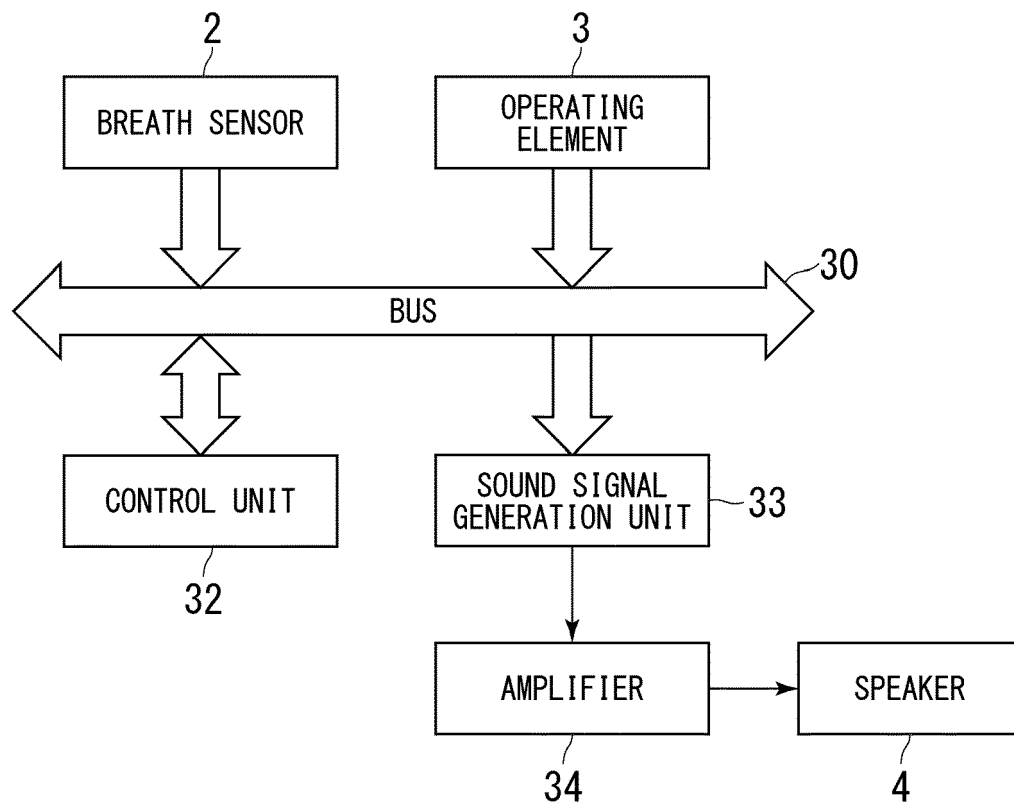 2
3
BREATH SENSOR
OPERATING
ELEMENT
30
BUS
CONTROL UNIT
SOUND SIGNAL
GENERATION UNIT
33
32
AMPLIFIER
SPEAKER
34
4